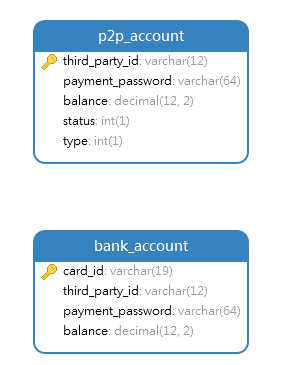 p2p_account
third_party_id: varchar(12)
payment_password: varchar(64)
balance: decimal(12, 2)
status: int(1)
type: int(1)
bank_account
card_id: varchar(19)
third_party_id: varchar(12)
payment_password: varchar(64)
balance: decimal(12, 2)